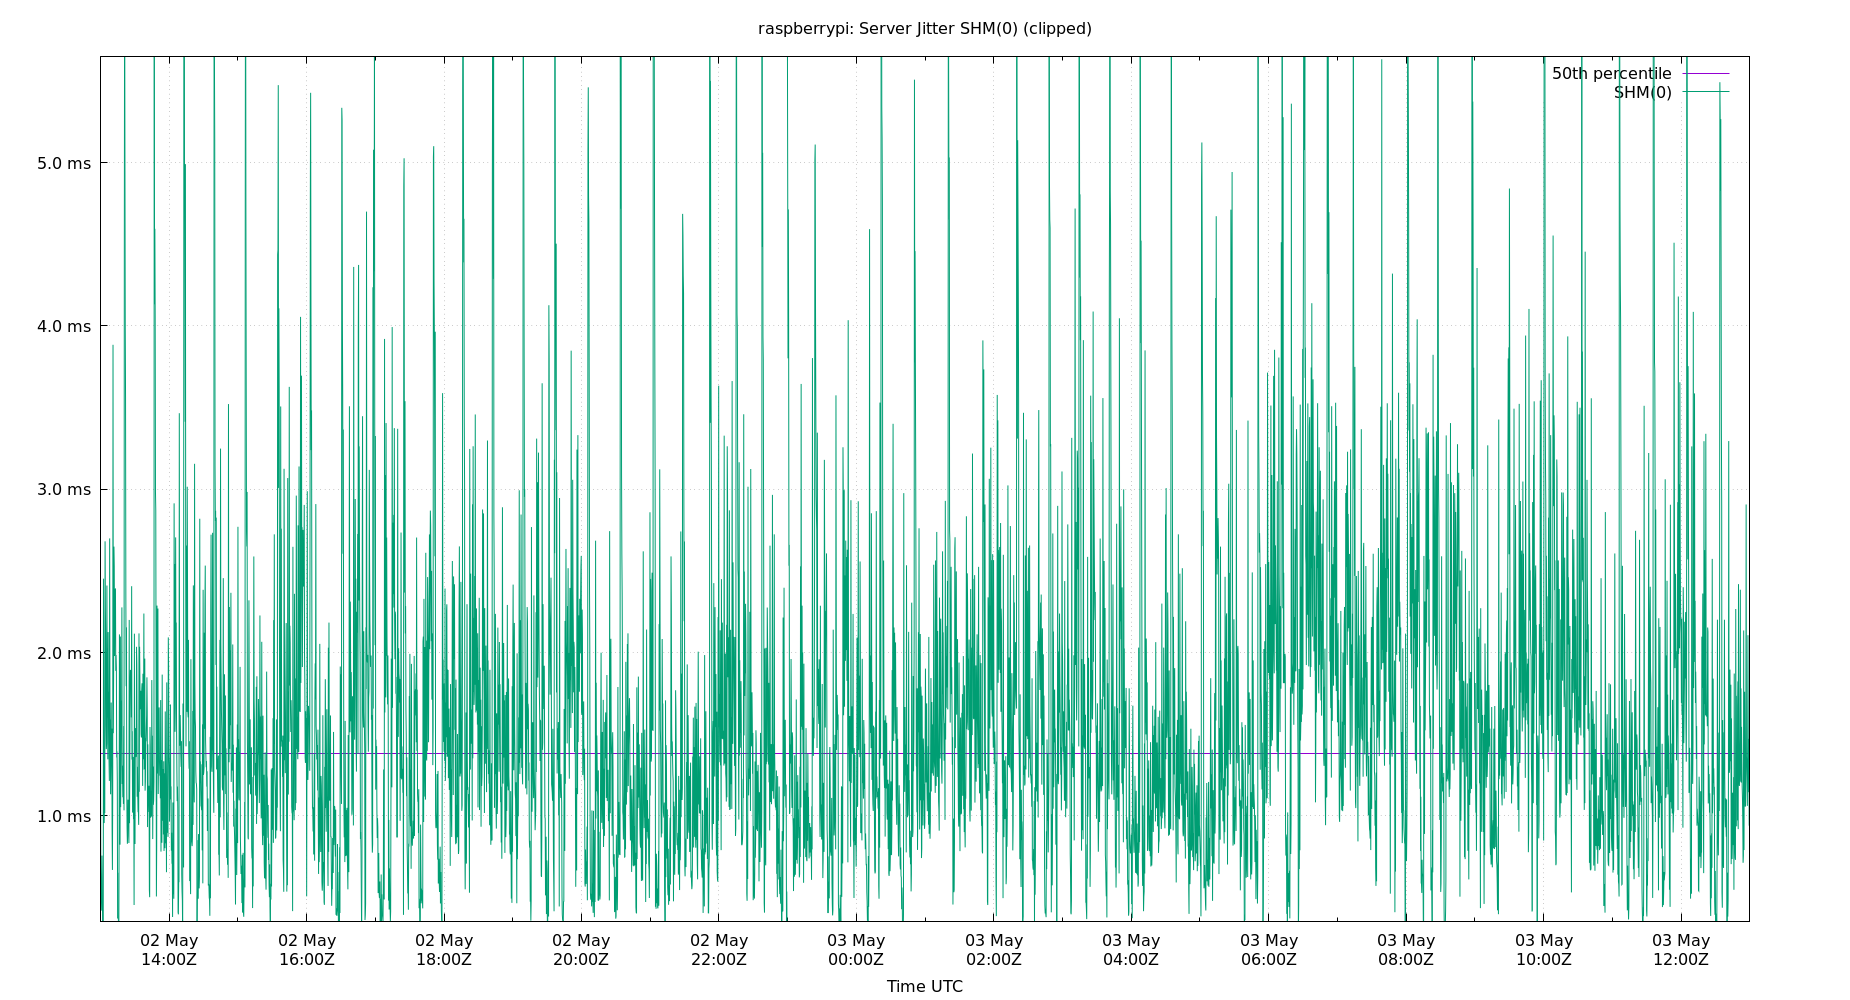 raspberrypi: Server Jitter SHM(0) (clipped)
50th percentile
SHM(0)
5.0 ms
4.0 ms
3.0 ms
2.0 ms
1.0 ms
02 May 02 May 02 May 02 May 02 May 03 May 03 May 03 May 03 May 03 May 03 May 03 May
14:00Z 16:00Z 18:00Z 20:00Z 22:00Z 00:00Z 02:00Z 04:00Z 06:00Z 08:00Z 10:00Z 12:00Z
Time UTC